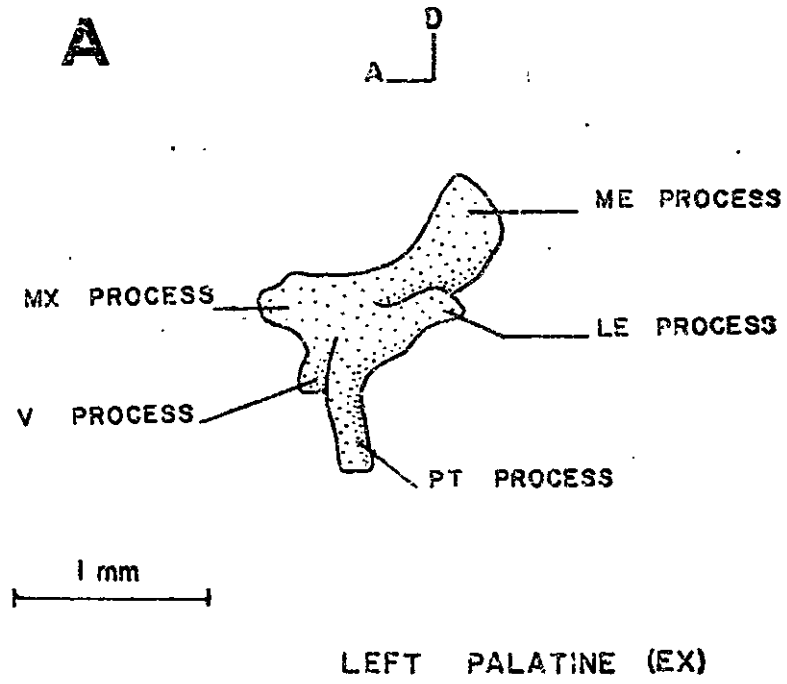 A
D
A
ME PROCESS
MX PROCESS
LE PROCESS
V PROCESS
PT PROCESS
1 mm
LEFT PALATINE (EX)